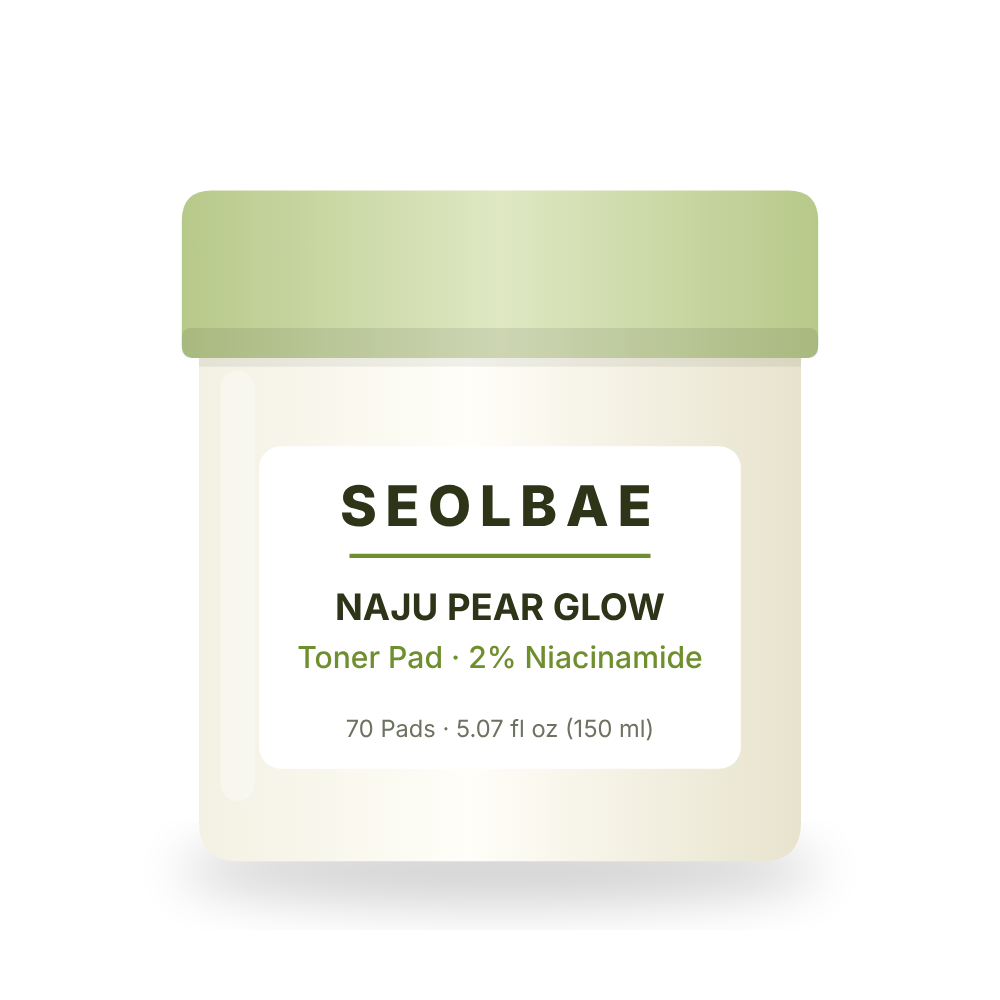 SEOLBAE
NAJU PEAR GLOW
Toner Pad · 2% Niacinamide
70 Pads · 5.07 fl oz (150 ml)